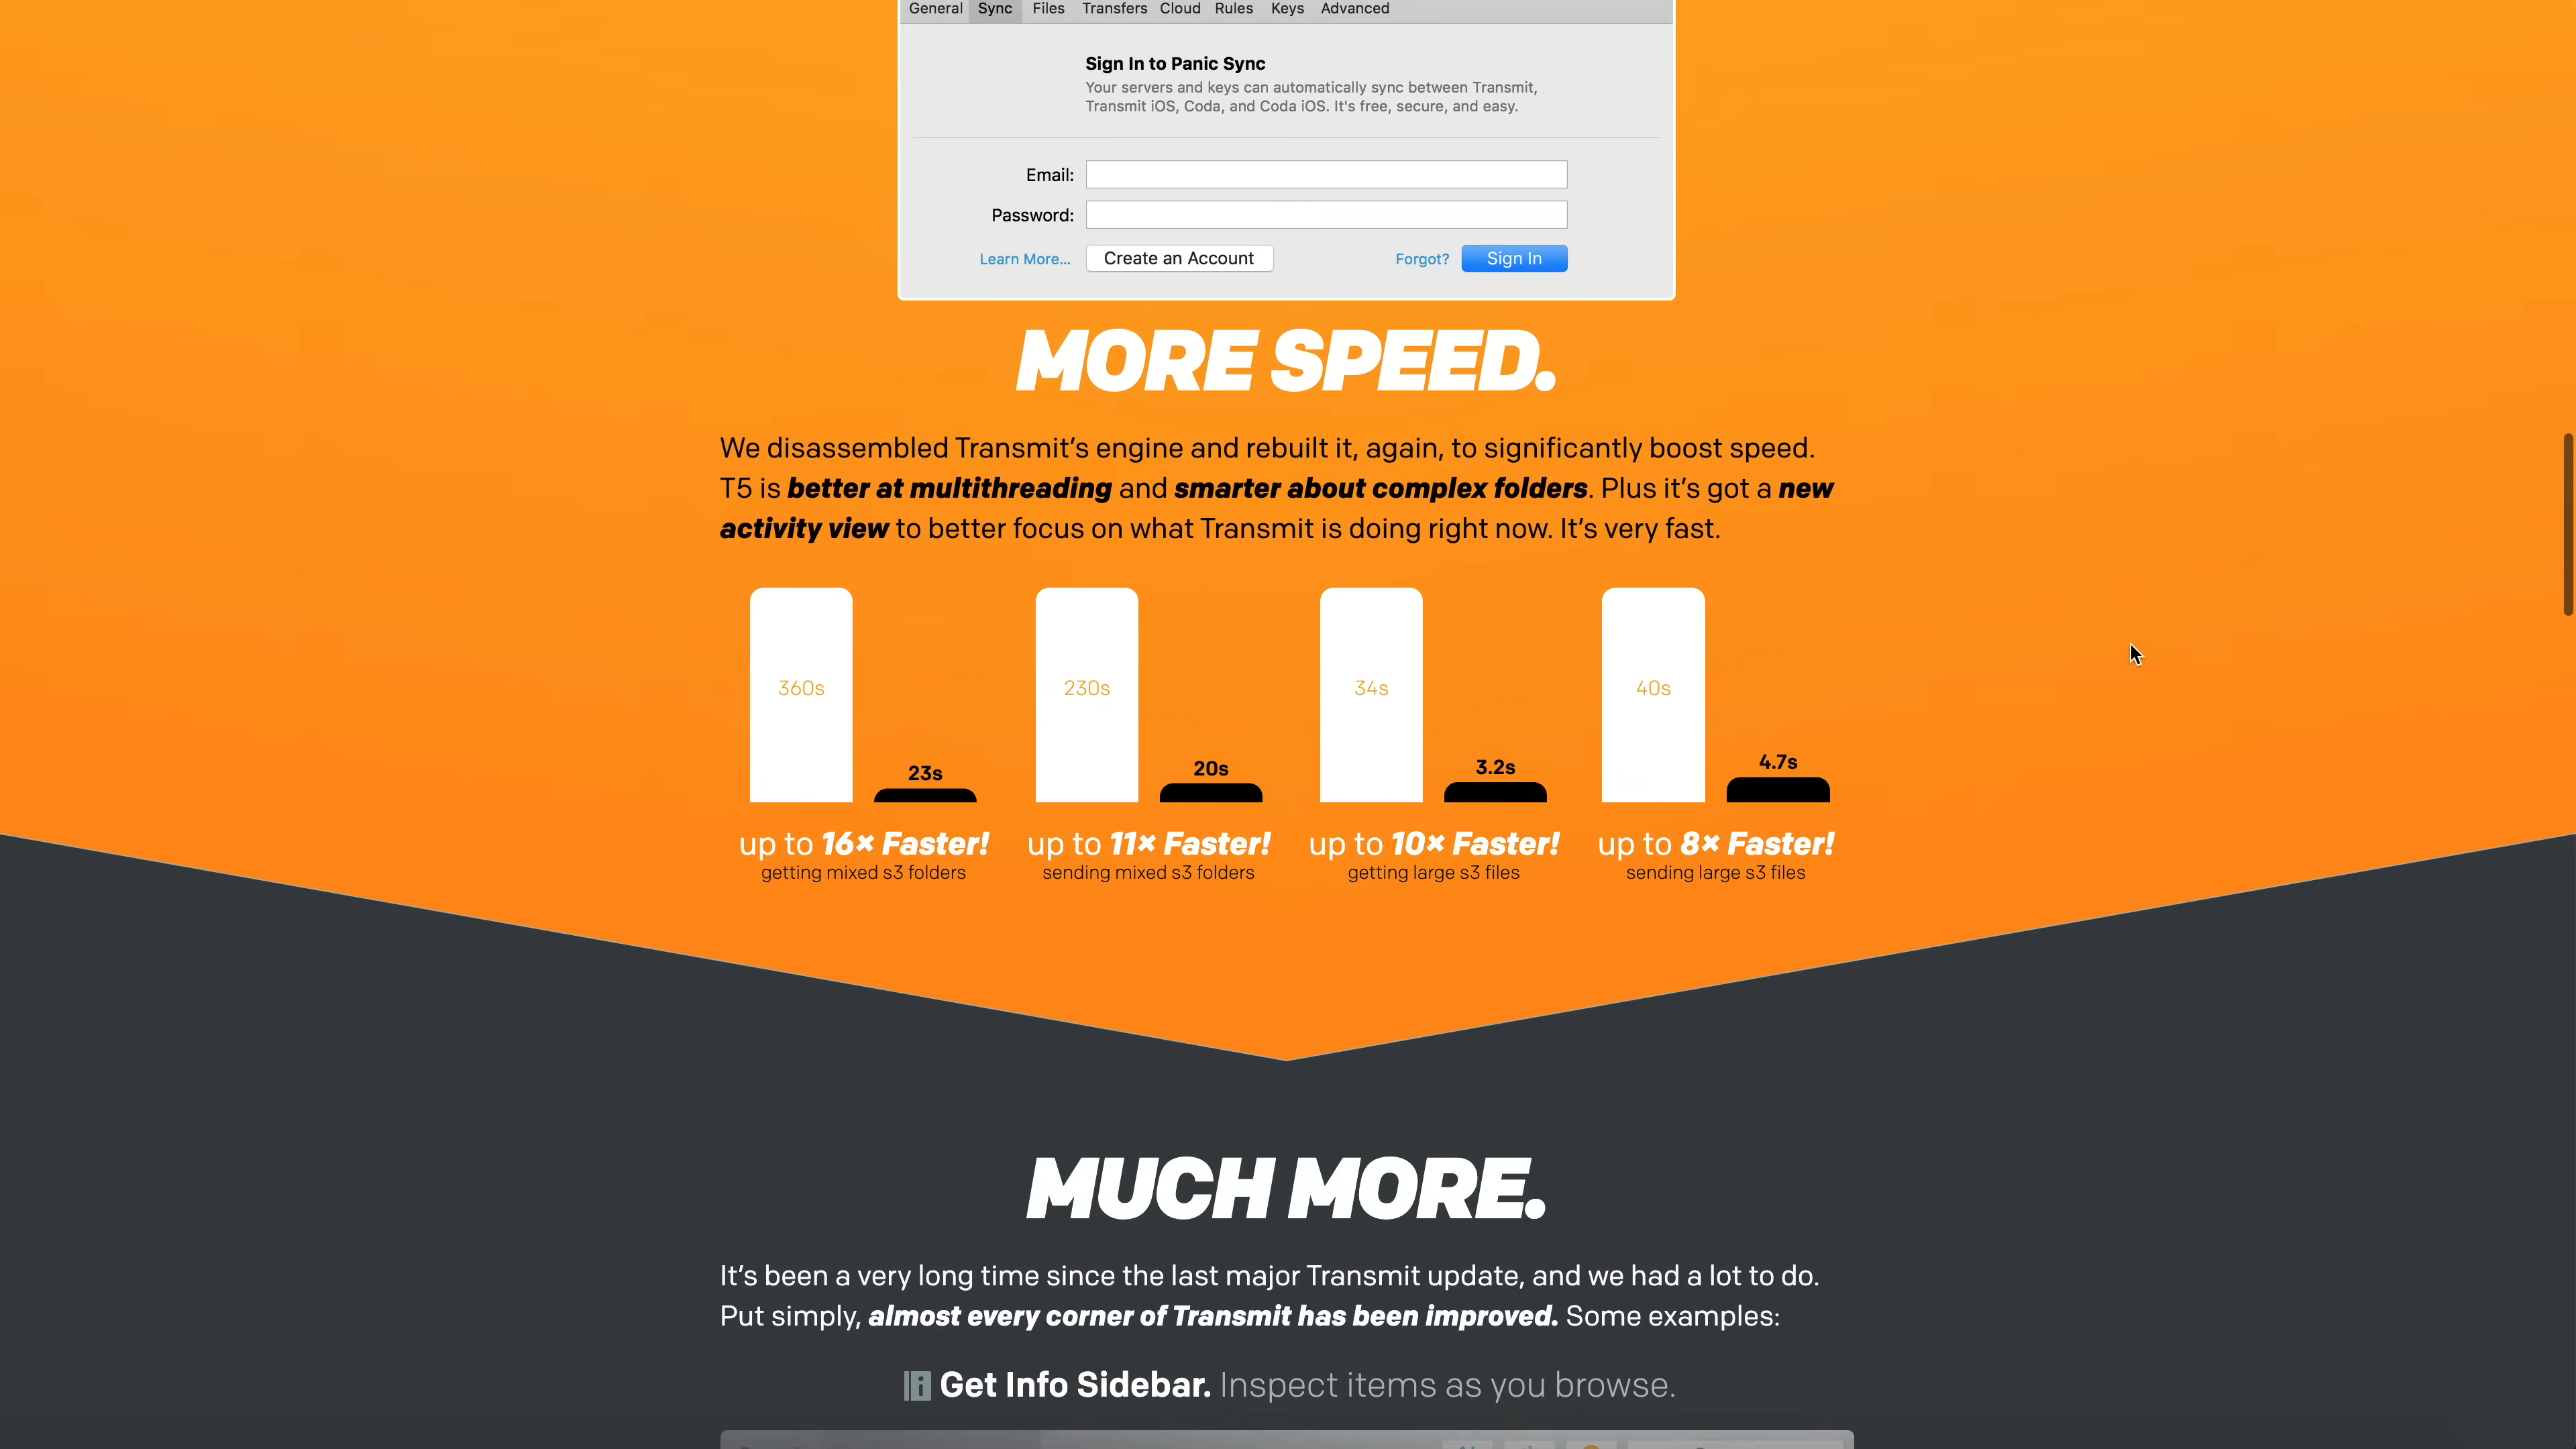 General Sync Files Transfers Cloud Rules Keys Advanced
Sign In to Panic Sync
Your servers and keys can automatically sync between Transmit,
Transmit iOS, Coda, and Coda iOS. It's free, secure, and easy.
Email:
Password:
Learn More... Create an Account Forgot? Sign In
MORE SPEED.
We disassembled Transmit’s engine and rebuilt it, again, to significantly boost speed.
T5 is better at multithreading and smarter about complex folders. Plus it’s got a new
activity view to better focus on what Transmit is doing right now. It’s very fast.
360s 23s 230s 20s 34s 3.2s 40s 4.7s
up to 16× Faster! up to 11× Faster! up to 10× Faster! up to 8× Faster!
getting mixed s3 folders sending mixed s3 folders getting large s3 files sending large s3 files
MUCH MORE.
It’s been a very long time since the last major Transmit update, and we had a lot to do.
Put simply, almost every corner of Transmit has been improved. Some examples:
Get Info Sidebar. Inspect items as you browse.